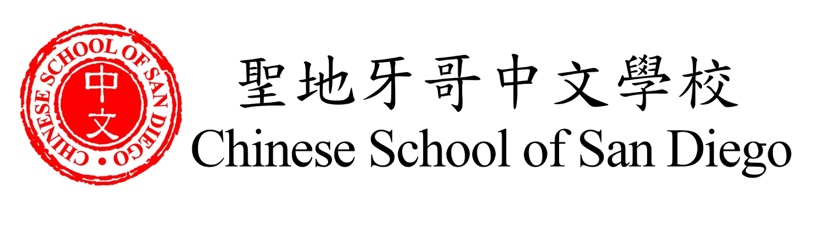 CHINESE SCHOOL OF SAN DIEGO •
中文
聖地牙哥中文學校
Chinese School of San Diego